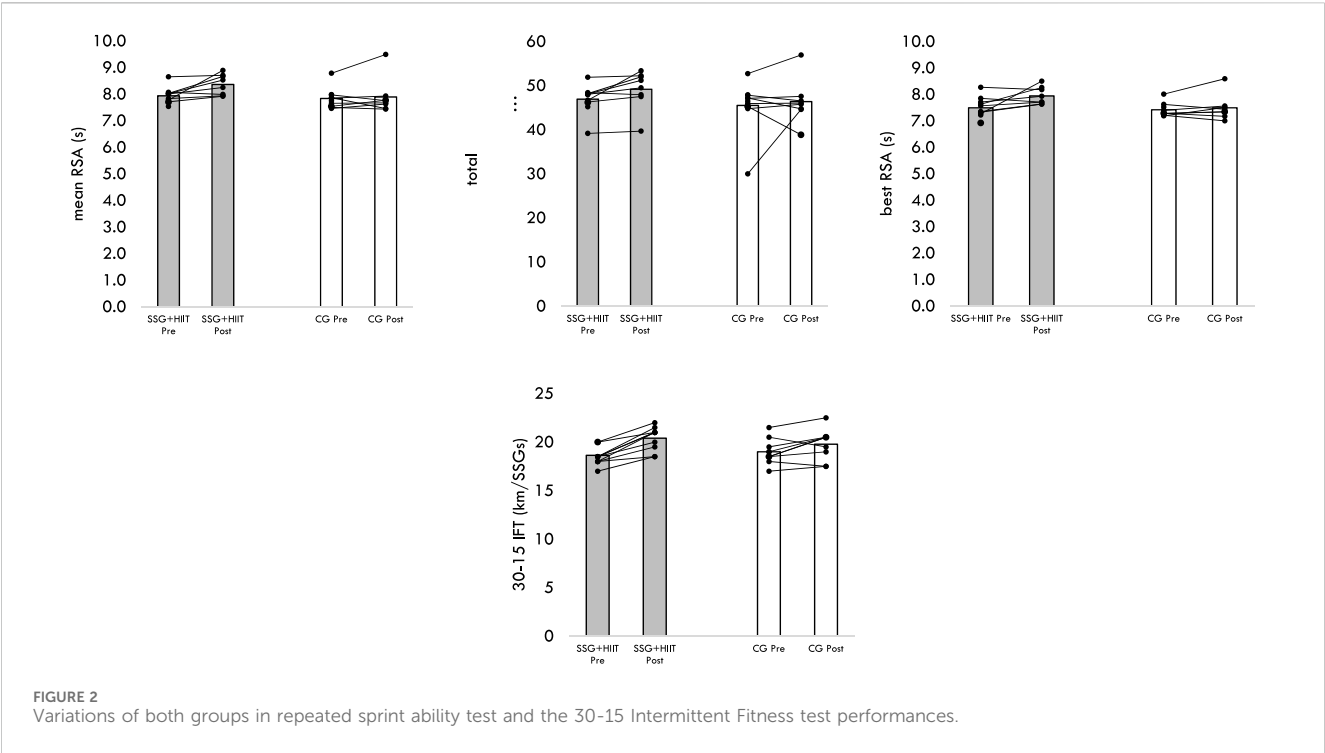 mean RSA (s)
10.0
9.0
8.0
7.0
6.0
5.0
4.0
3.0
2.0
1.0
0.0
SSG+HIIT
Pre
SSG+HIIT
Post
CG Pre
CG Post
total
...
60
50
40
30
20
10
0
SSG+HIIT
Pre
SSG+HIIT
Post
CG Pre
CG Post
best RSA (s)
10.0
9.0
8.0
7.0
6.0
5.0
4.0
3.0
2.0
1.0
0.0
SSG+HIIT Pre
SSG+HIIT
Post
CG Pre
CG Post
30-15 IFT (km/SSGs)
25
20
15
10
5
0
SSG+HIIT
Pre
SSG+HIIT
Post
CG Pre
CG Post
FIGURE 2
Variations of both groups in repeated sprint ability test and the 30-15 Intermittent Fitness test performances.